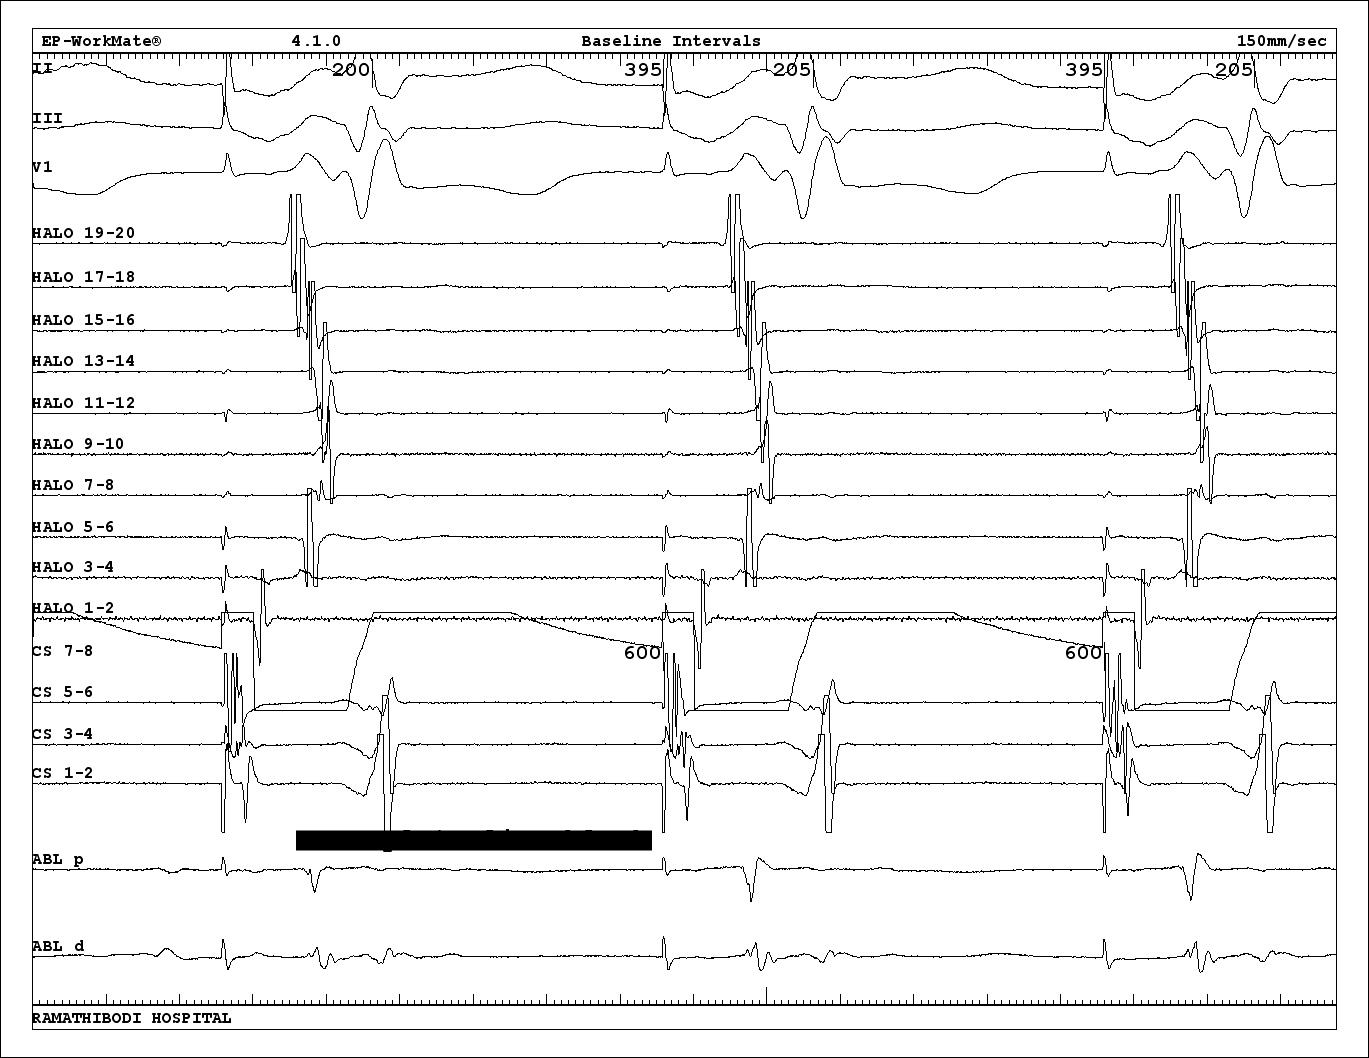 EP-WorkMate® 4.1.0 Baseline Intervals 150mm/sec
II 200 395 205 395 205
III
V1
HALO 19-20
HALO 17-18
HALO 15-16
HALO 13-14
HALO 11-12
HALO 9-10
HALO 7-8
HALO 5-6
HALO 3-4
HALO 1-2
CS 7-8 600 600
CS 5-6
CS 3-4
CS 1-2
ABL p
ABL d
RAMATHIBODI HOSPITAL